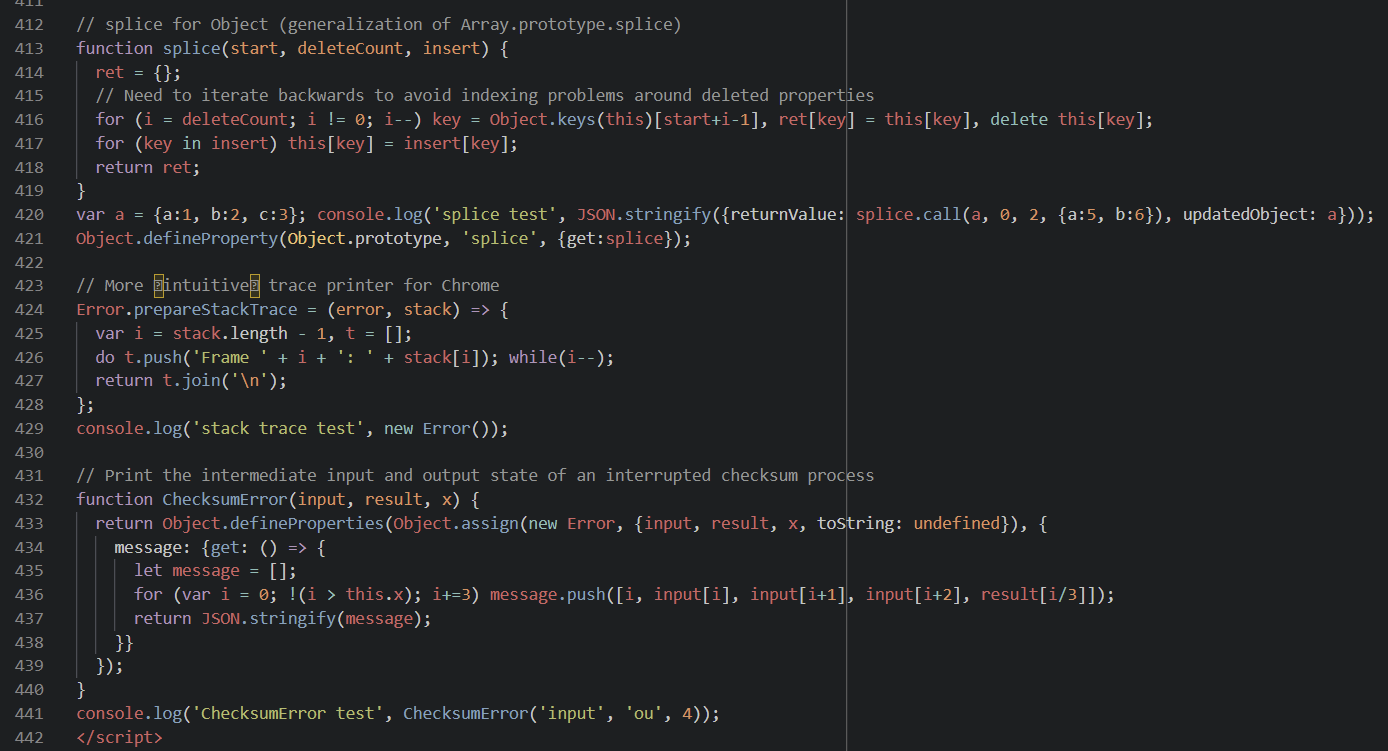 411
412 // splice for Object (generalization of Array.prototype.splice)
413 function splice(start, deleteCount, insert) {
414   ret = {};
415   // Need to iterate backwards to avoid indexing problems around deleted properties
416   for (i = deleteCount; i != 0; i--) key = Object.keys(this)[start+i-1], ret[key] = this[key], delete this[key];
417   for (key in insert) this[key] = insert[key];
418   return ret;
419 }
420 var a = {a:1, b:2, c:3}; console.log('splice test', JSON.stringify({returnValue: splice.call(a, 0, 2, {a:5, b:6}), updatedObject: a}));
421 Object.defineProperty(Object.prototype, 'splice', {get:splice});
422
423 // More intuitive trace printer for Chrome
424 Error.prepareStackTrace = (error, stack) => {
425   var i = stack.length - 1, t = [];
426   do t.push('Frame ' + i + ': ' + stack[i]); while(i--);
427   return t.join('\n');
428 };
429 console.log('stack trace test', new Error());
430
431 // Print the intermediate input and output state of an interrupted checksum process
432 function ChecksumError(input, result, x) {
433   return Object.defineProperties(Object.assign(new Error, {input, result, x, toString: undefined}), {
434     message: {get: () => {
435       let message = [];
436       for (var i = 0; !(i > this.x); i+=3) message.push([i, input[i], input[i+1], input[i+2], result[i/3]]);
437       return JSON.stringify(message);
438     }}
439   });
440 }
441 console.log('ChecksumError test', ChecksumError('input', 'ou', 4));
442 </script>